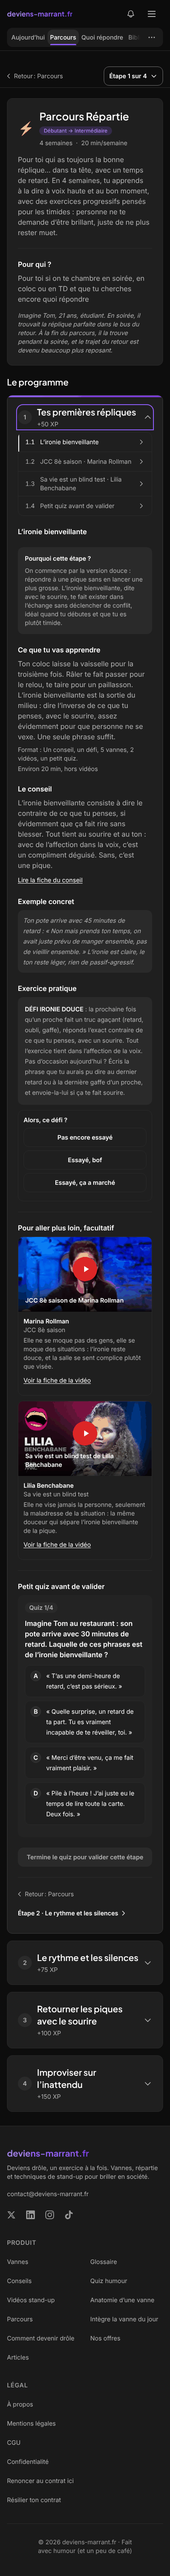 deviens-marrant.fr
Aujourd'hui Parcours Quoi répondre
Retour : Parcours
Étape 1 sur 4
Parcours Répartie
Débutant → Intermédiaire
4 semaines · 20 min/semaine
Pour toi qui as toujours la bonne
réplique... dans ta tête, avec du temps
en retard. 4 semaines pour apprendre
à la dire à voix haute et au bon moment,
avec des exercices progressifs pensés
pour les timides : personne ne te
demande d'être brillant, juste de ne plus
rester muet.
Pour qui ?
Pour toi si on te chambre en soirée, en
colloc ou en TD et que tu cherches
encore quoi répondre
Imagine Tom, 21 ans, étudiant. En soirée, il
trouvait la réplique parfaite dans le bus du
retour. À la fin du parcours, il la trouve
pendant la soirée, et le trajet du retour est
devenu beaucoup plus reposant.
Le programme
1
Tes premières répliques
+50 XP
1.1 L'ironie bienveillante
1.2 JCC 8è saison · Marina Rollman
1.3 Sa vie est un blind test · Lilia
Benchabane
1.4 Petit quiz avant de valider
L'ironie bienveillante
Pourquoi cette étape ?
On commence par la version douce :
répondre à une pique sans en lancer une
plus grosse. L'ironie bienveillante, dite
avec le sourire, te fait exister dans
l'échange sans déclencher de conflit,
idéal quand tu débutes et que tu es
plutôt timide.
Ce que tu vas apprendre
Ton coloc laisse la vaisselle pour la
troisième fois. Râler te fait passer pour
le relou, te taire pour un paillasson.
L'ironie bienveillante est la sortie du
milieu : dire l'inverse de ce que tu
penses, avec le sourire, assez
évidemment pour que personne ne se
vexe. Une seule phrase suffit.
Format : Un conseil, un défi, 5 vannes, 2
vidéos, un petit quiz.
Environ 20 min, hors vidéos
Le conseil
L'ironie bienveillante consiste à dire le
contraire de ce que tu penses, si
évidemment que ça fait rire sans
blesser. Tout tient au sourire et au ton :
avec de l'affection dans la voix, c'est
un compliment déguisé. Sans, c'est
une pique.
Lire la fiche du conseil
Exemple concret
Ton pote arrive avec 45 minutes de
retard : « Non mais prends ton temps, on
avait juste prévu de manger ensemble, pas
de vieillir ensemble. » L'ironie est claire, le
ton reste léger, rien de passif-agressif.
Exercice pratique
DÉFI IRONIE DOUCE : la prochaine fois
qu'un proche fait un truc agaçant (retard,
oubli, gaffe), réponds l'exact contraire de
ce que tu penses, avec un sourire. Tout
l'exercice tient dans l'affection de la voix.
Pas d'occasion aujourd'hui ? Écris la
phrase que tu aurais pu dire au dernier
retard ou à la dernière gaffe d'un proche,
et envoie-la-lui si ça te fait sourire.
Alors, ce défi ?
Pas encore essayé
Essayé, bof
Essayé, ça a marché
Pour aller plus loin, facultatif
JCC 8è saison de Marina Rollman
Marina Rollman
JCC 8è saison
Elle ne se moque pas des gens, elle se
moque des situations : l'ironie reste
douce, et la salle se sent complice plutôt
que visée.
Voir la fiche de la vidéo
LILIA
BENCHABANE
Sa vie est un blind test de Lilia
Benchabane
Lilia Benchabane
Sa vie est un blind test
Elle ne vise jamais la personne, seulement
la maladresse de la situation : la même
douceur qui sépare l'ironie bienveillante
de la pique.
Voir la fiche de la vidéo
Petit quiz avant de valider
Quiz 1/4
Imagine Tom au restaurant : son
pote arrive avec 30 minutes de
retard. Laquelle de ces phrases est
de l'ironie bienveillante ?
A « T'as une demi-heure de
retard, c'est pas sérieux. »
B « Quelle surprise, un retard de
ta part. Tu es vraiment
incapable de te réveiller, toi. »
C « Merci d'être venu, ça me fait
vraiment plaisir. »
D « Pile à l'heure ! J'ai juste eu le
temps de lire toute la carte.
Deux fois. »
Termine le quiz pour valider cette étape
Retour : Parcours
Étape 2 · Le rythme et les silences
2
Le rythme et les silences
+75 XP
3
Retourner les piques
avec le sourire
+100 XP
4
Improviser sur
l'inattendu
+150 XP
deviens-marrant.fr
Deviens drôle, un exercice à la fois. Vannes, répartie
et techniques de stand-up pour briller en société.
contact@deviens-marrant.fr
PRODUIT
Vannes Glossaire
Conseils Quiz humour
Vidéos stand-up Anatomie d'une vanne
Parcours Intègre la vanne du jour
Comment devenir drôle Nos offres
Articles
LÉGAL
À propos
Mentions légales
CGU
Confidentialité
Renoncer au contrat ici
Résilier ton contrat
© 2026 deviens-marrant.fr · Fait
avec humour (et un peu de café)